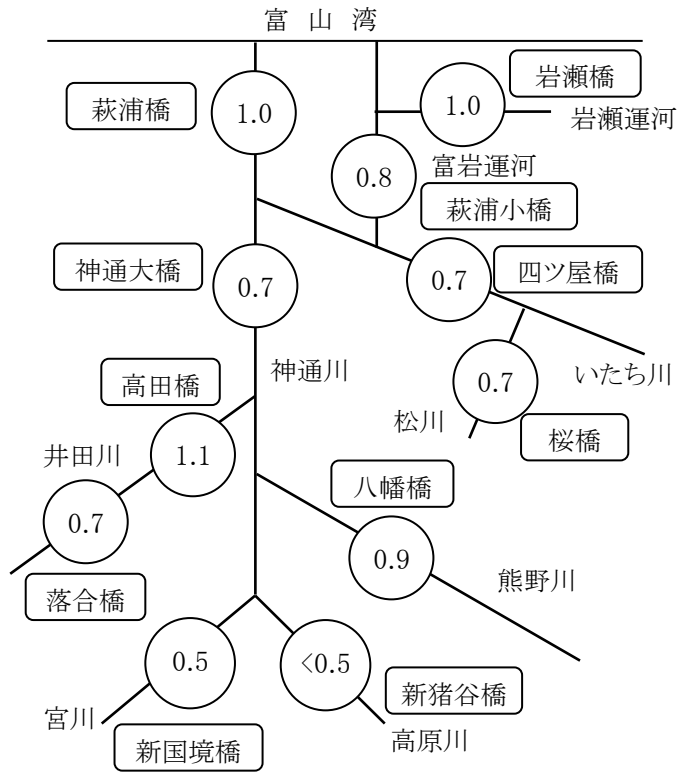 富山湾
岩瀬橋
萩浦橋
1.0
1.0
岩瀬運河
富岩運河
0.8
萩浦小橋
神通大橋
0.7
0.7
四ツ屋橋
神通川
高田橋
いたち川
0.7
松川
桜橋
井田川
1.1
八幡橋
0.7
0.9
熊野川
落合橋
0.5
<0.5
新猪谷橋
宮川
新国境橋
高原川